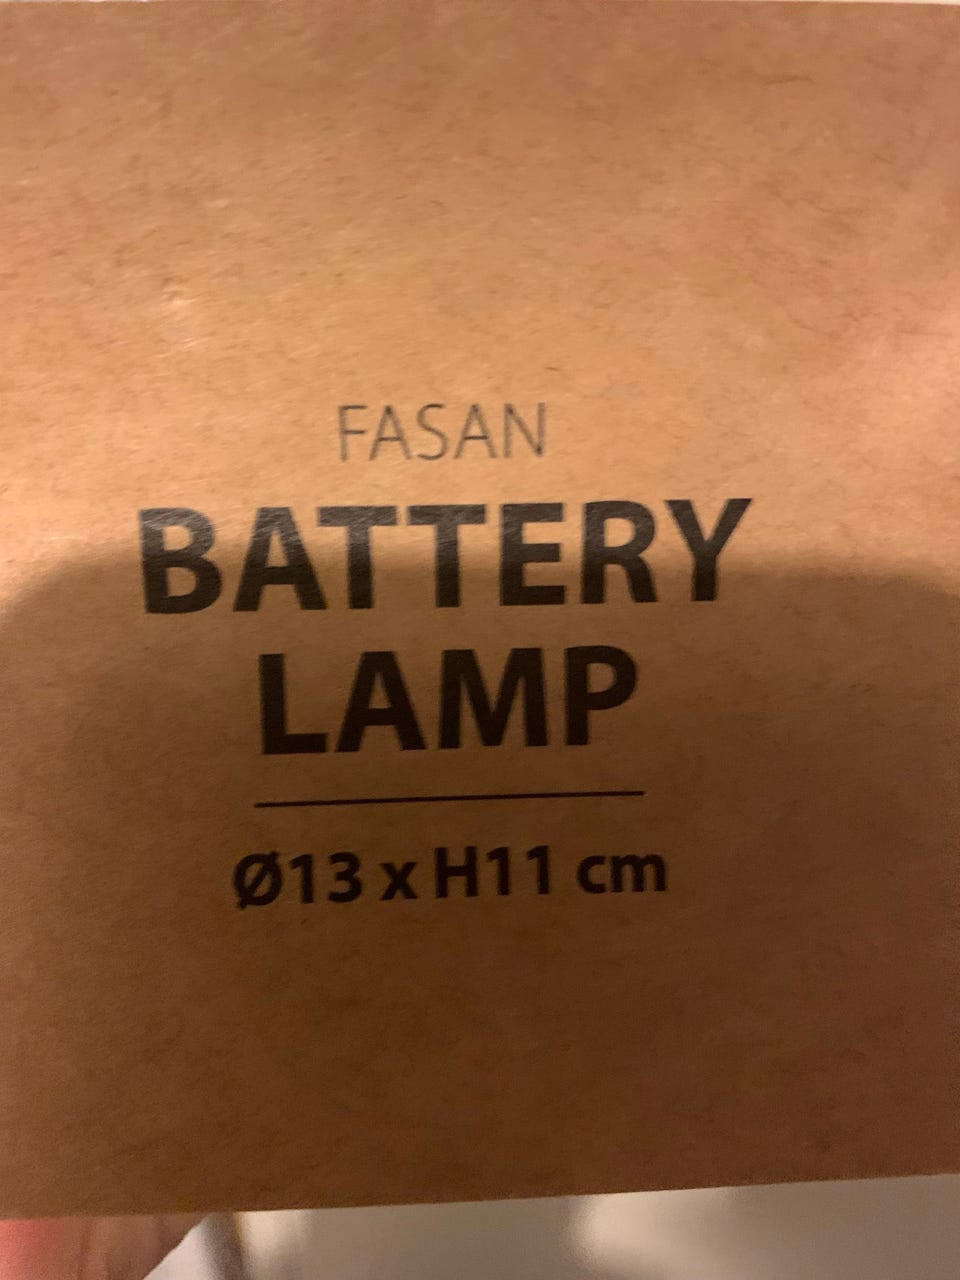 FASAN
BATTERY
LAMP
Ø13 x H11 cm